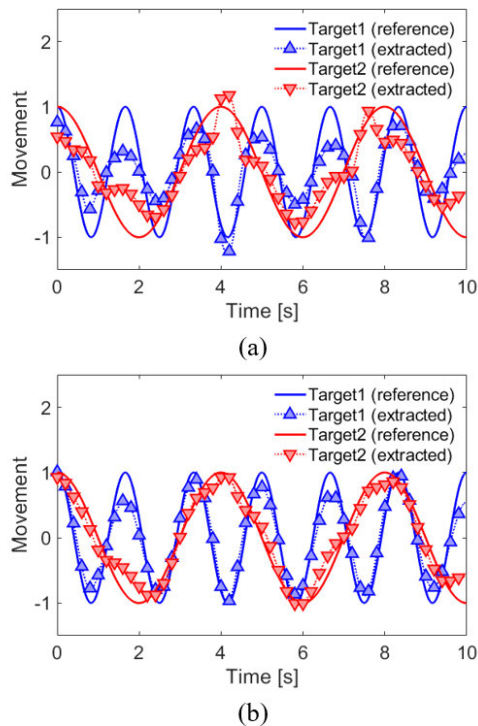 2
Target1 (reference)
Target1 (extracted)
Target2 (reference)
Target2 (extracted)
1
0
-1
Movement
0 2 4 6 8 10
Time [s]
(a)
2
Target1 (reference)
Target1 (extracted)
Target2 (reference)
Target2 (extracted)
1
0
-1
Movement
0 2 4 6 8 10
Time [s]
(b)